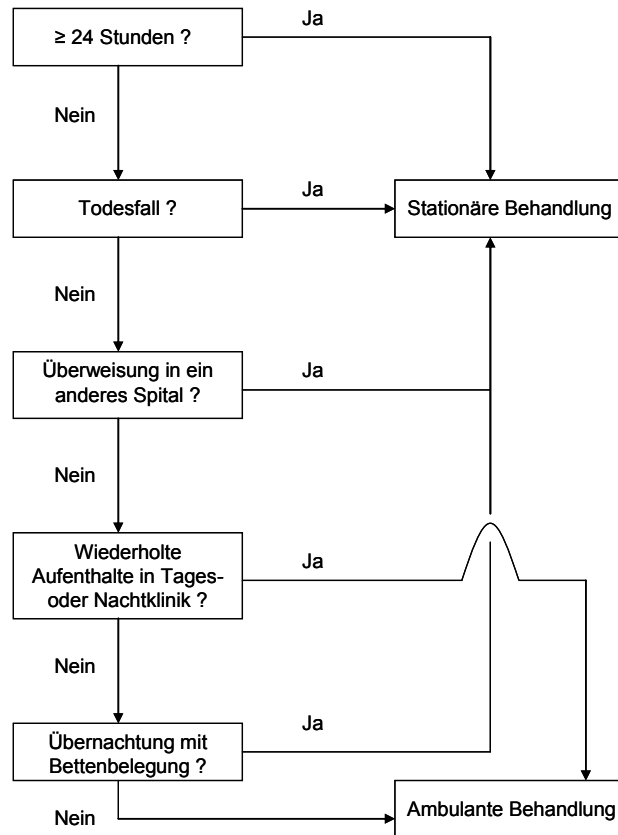 ≥ 24 Stunden ?
Ja
Nein
Todesfall ?
Ja
Stationäre Behandlung
Nein
Überweisung in ein
anderes Spital ?
Ja
Nein
Wiederholte
Aufenthalte in Tages-
oder Nachtklinik ?
Ja
Nein
Übernachtung mit
Bettenbelegung ?
Ja
Nein
Ambulante Behandlung